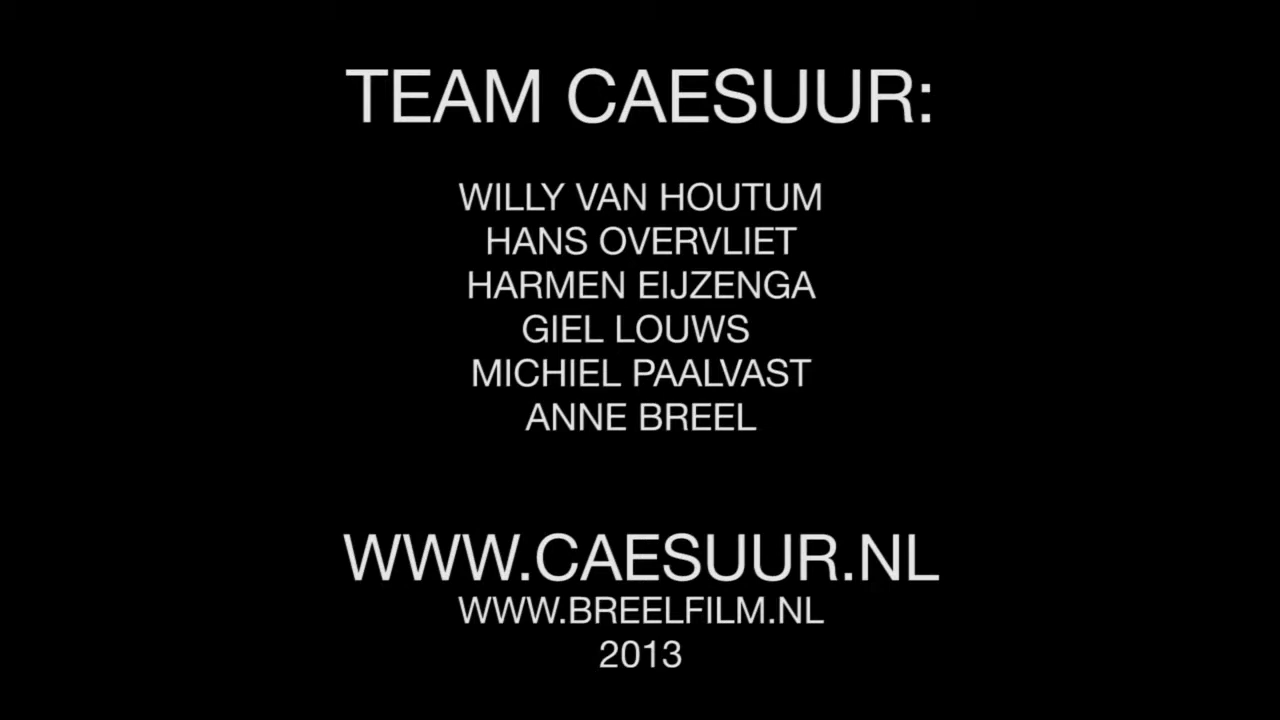 TEAM CAESUUR:
WILLY VAN HOUTUM
HANS OVERVLIET
HARMEN EIJZENGA
GIEL LOUWS
MICHIEL PAALVAST
ANNE BREEL
WWW.CAESUUR.NL
WWW.BREELFILM.NL
2013